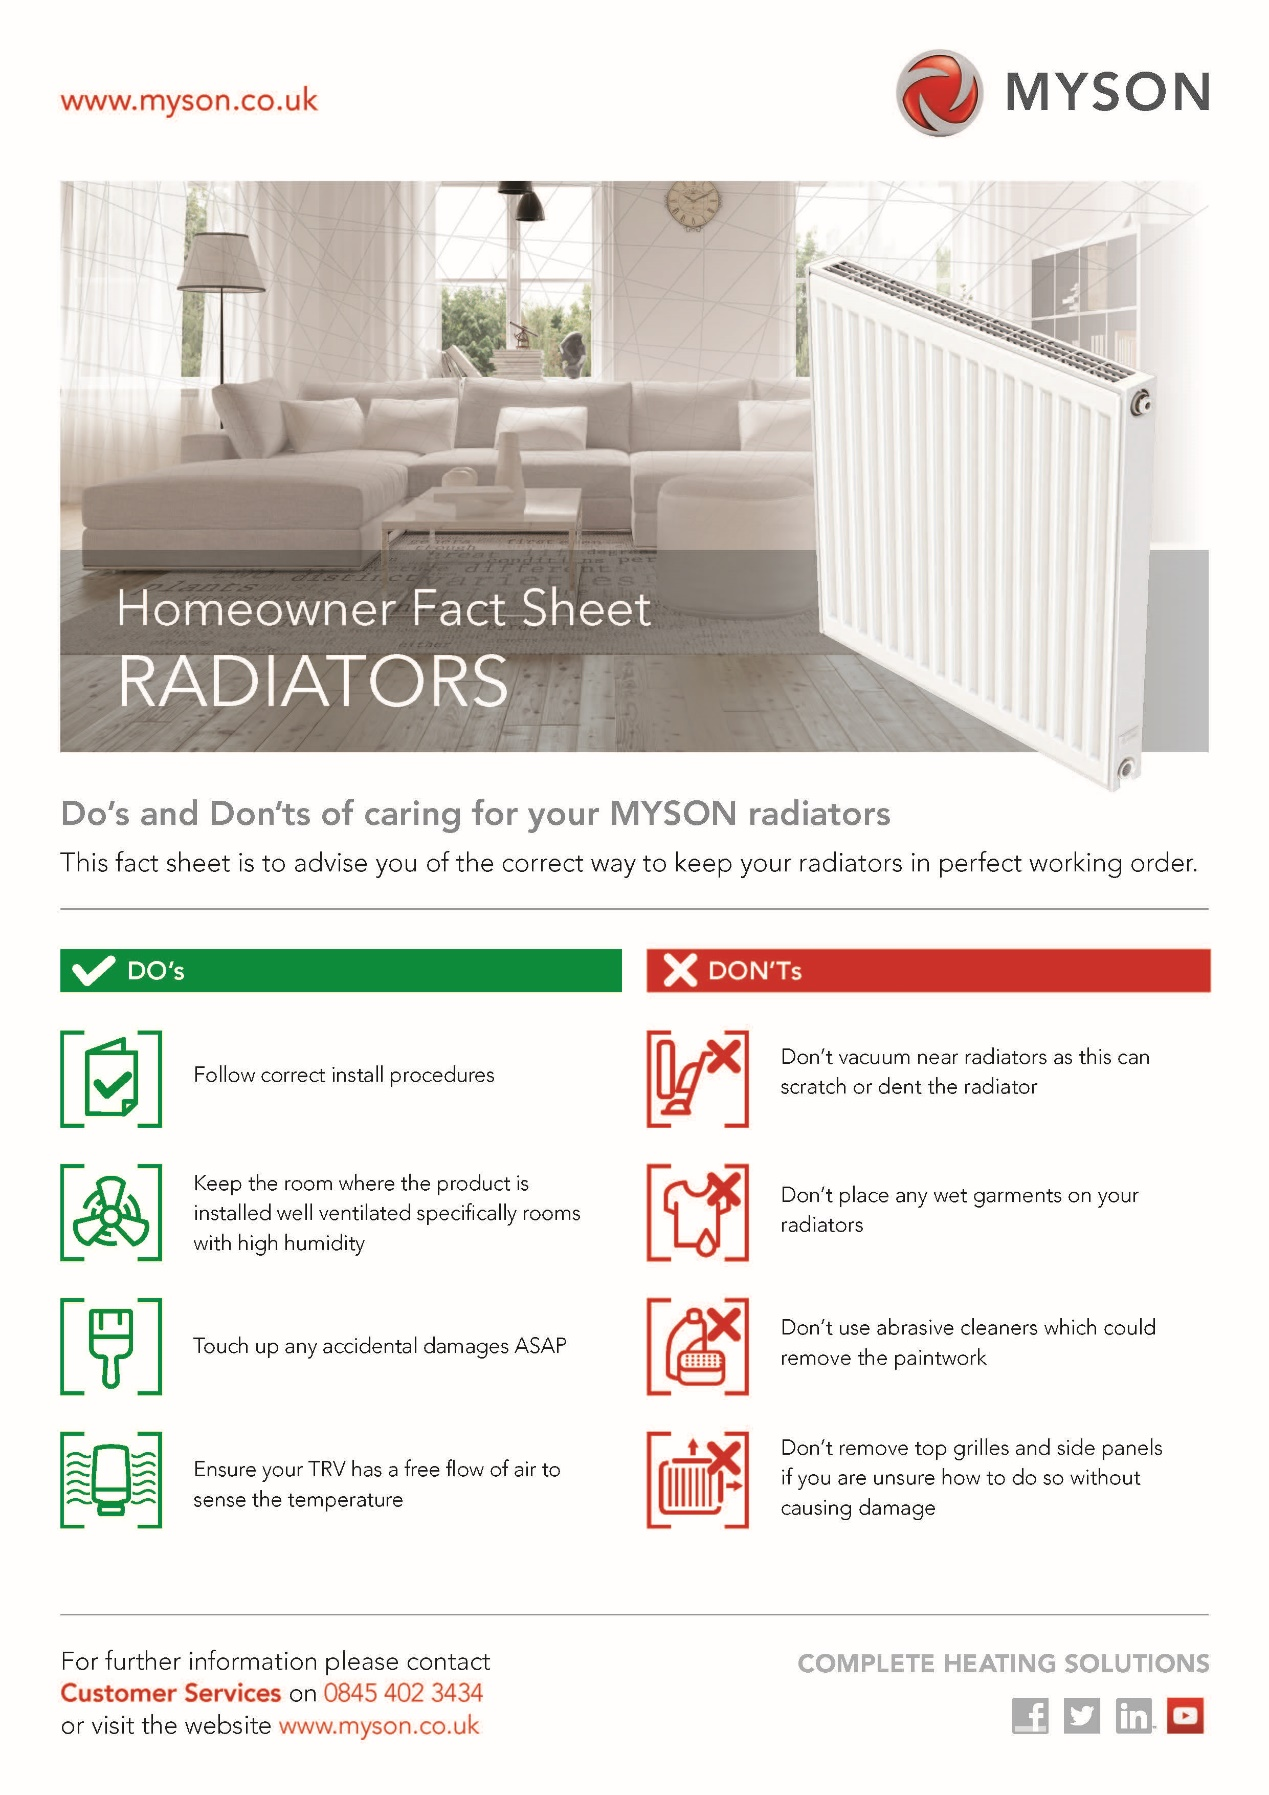 www.myson.co.uk
MYSON
Homeowner Fact Sheet
RADIATORS
Do's and Don'ts of caring for your MYSON radiators
This fact sheet is to advise you of the correct way to keep your radiators in perfect working order.
DO's
Follow correct install procedures
Keep the room where the product is
installed well ventilated specifically rooms
with high humidity
Touch up any accidental damages ASAP
Ensure your TRV has a free flow of air to
sense the temperature
DON'Ts
Don't vacuum near radiators as this can
scratch or dent the radiator
Don't place any wet garments on your
radiators
Don't use abrasive cleaners which could
remove the paintwork
Don't remove top grilles and side panels
if you are unsure how to do so without
causing damage
For further information please contact
Customer Services on 0845 402 3434
or visit the website www.myson.co.uk
COMPLETE HEATING SOLUTIONS
f
in